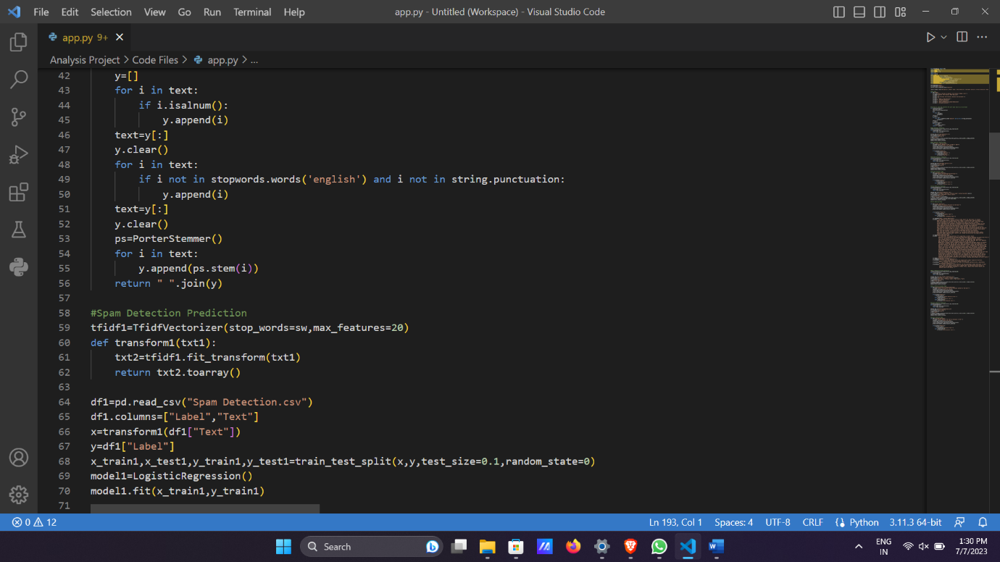 File Edit Selection View Go Run Terminal Help app.py - Untitled (Workspace) - Visual Studio Code
app.py 9+
Analysis Project > Code Files > app.py > ...
42 y=[]
43 for i in text:
44 if i.isalnum():
45 y.append(i)
46 text=y[:]
47 y.clear()
48 for i in text:
49 if i not in stopwords.words('english') and i not in string.punctuation:
50 y.append(i)
51 text=y[:]
52 y.clear()
53 ps=PorterStemmer()
54 for i in text:
55 y.append(ps.stem(i))
56 return " ".join(y)
57
58 #Spam Detection Prediction
59 tfidf1=TfidfVectorizer(stop_words=sw,max_features=20)
60 def transform1(txt1):
61 txt2=tfidf1.fit_transform(txt1)
62 return txt2.toarray()
63
64 df1=pd.read_csv("Spam Detection.csv")
65 df1.columns=["Label","Text"]
66 x=transform1(df1["Text"])
67 y=df1["Label"]
68 x_train1,x_test1,y_train1,y_test1=train_test_split(x,y,test_size=0.1,random_state=0)
69 model1=LogisticRegression()
70 model1.fit(x_train1,y_train1)
71
0 12 Ln 193, Col 1 Spaces: 4 UTF-8 CRLF Python 3.11.3 64-bit
Search ENG 1:30 PM
IN 7/7/2023